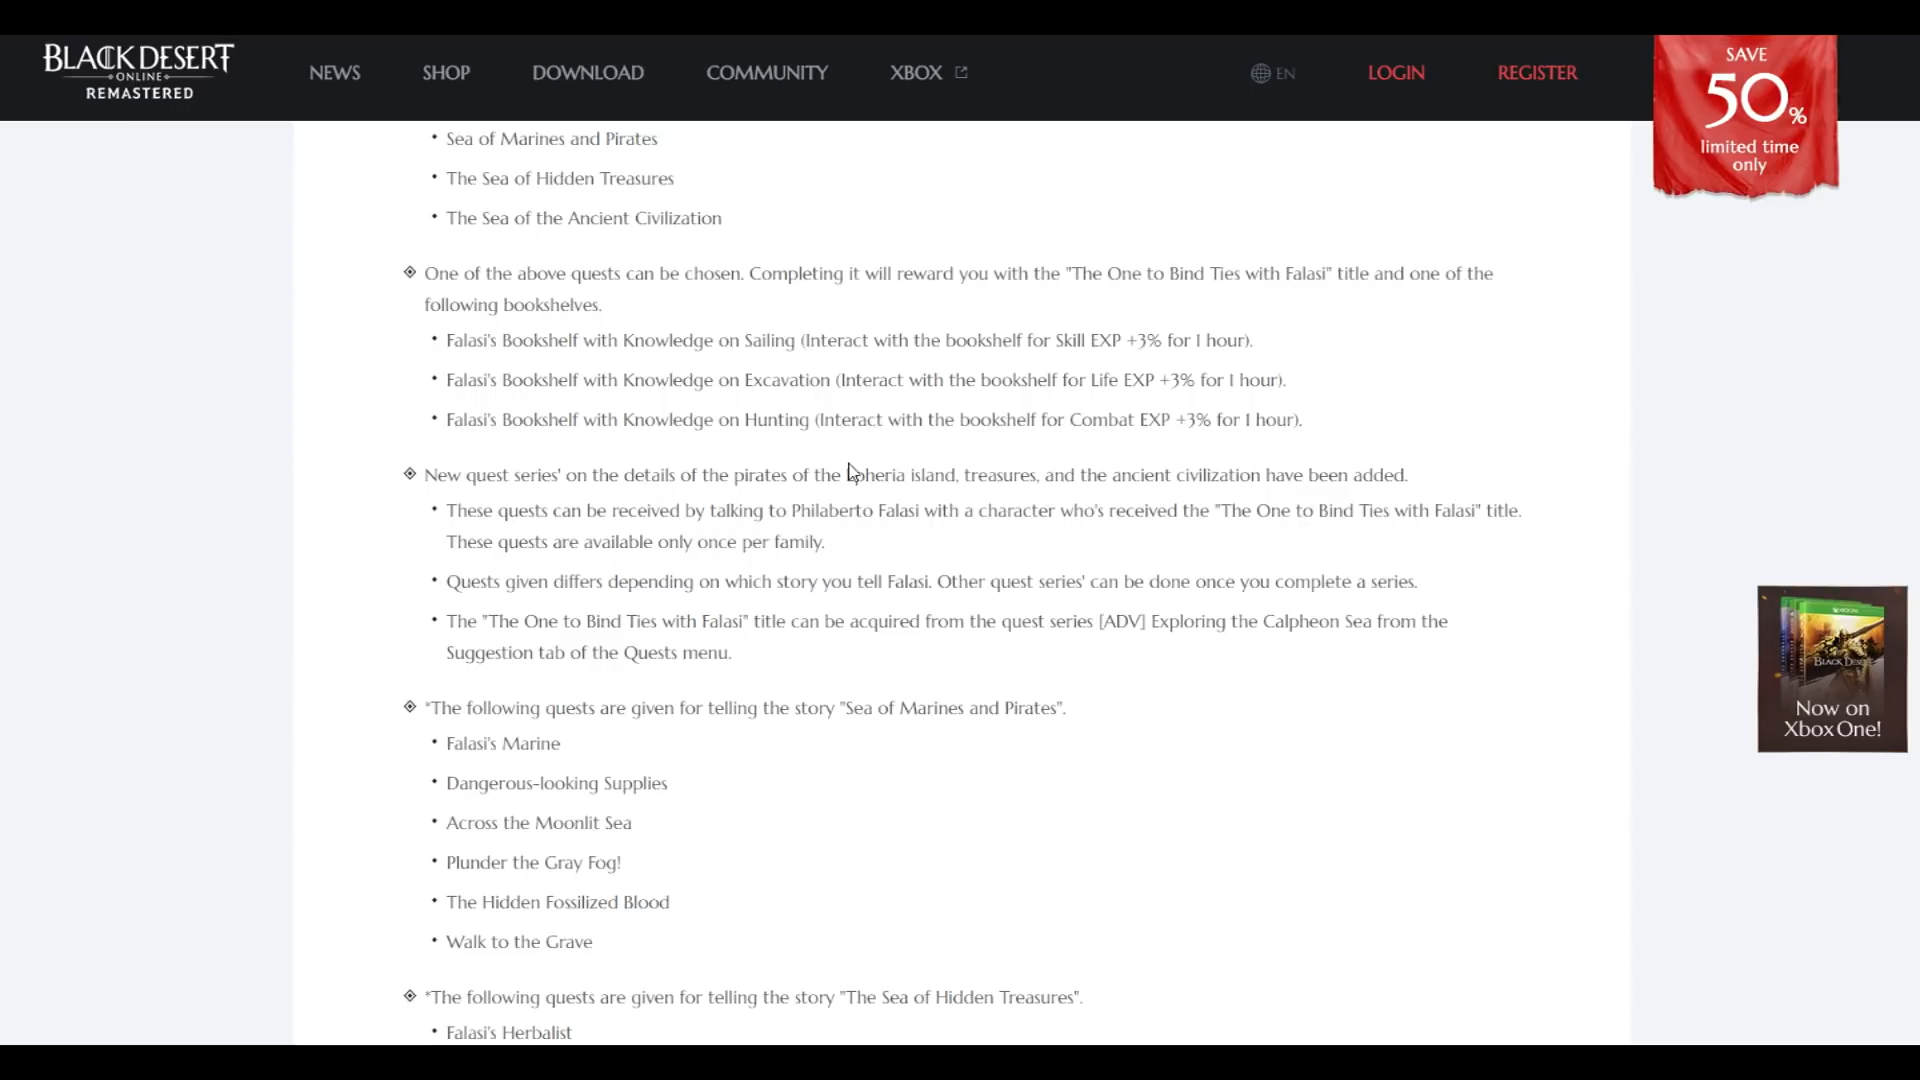 BLACK DESERT
ONLINE
REMASTERED
NEWS
SHOP
DOWNLOAD
COMMUNITY
XBOX
EN
LOGIN
REGISTER
SAVE
50%
limited time
only
• Sea of Marines and Pirates
• The Sea of Hidden Treasures
• The Sea of the Ancient Civilization
One of the above quests can be chosen. Completing it will reward you with the "The One to Bind Ties with Falasi" title and one of the
following bookshelves.
• Falasi's Bookshelf with Knowledge on Sailing (Interact with the bookshelf for Skill EXP +3% for 1 hour).
• Falasi's Bookshelf with Knowledge on Excavation (Interact with the bookshelf for Life EXP +3% for 1 hour).
• Falasi's Bookshelf with Knowledge on Hunting (Interact with the bookshelf for Combat EXP +3% for 1 hour).
New quest series' on the details of the pirates of the island, treasures, and the ancient civilization have been added.
• These quests can be received by talking to Philaberto Falasi with a character who's received the "The One to Bind Ties with Falasi" title.
These quests are available only once per family.
• Quests given differs depending on which story you tell Falasi. Other quest series' can be done once you complete a series.
• The "The One to Bind Ties with Falasi" title can be acquired from the quest series [ADV] Exploring the Calpheon Sea from the
Suggestion tab of the Quests menu.
*The following quests are given for telling the story "Sea of Marines and Pirates".
• Falasi's Marine
• Dangerous-looking Supplies
• Across the Moonlit Sea
• Plunder the Gray Fog!
• The Hidden Fossilized Blood
• Walk to the Grave
*The following quests are given for telling the story "The Sea of Hidden Treasures".
• Falasi's Herbalist
BLACK DESERT
Now on
Xbox One!